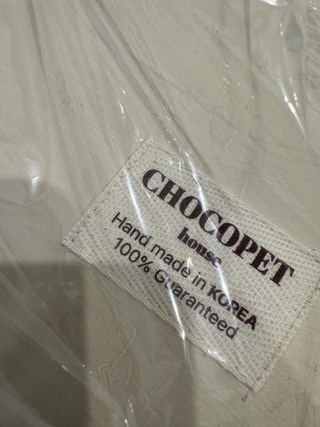 CHOCOPET
house
Hand made in KOREA
100% Guaranteed